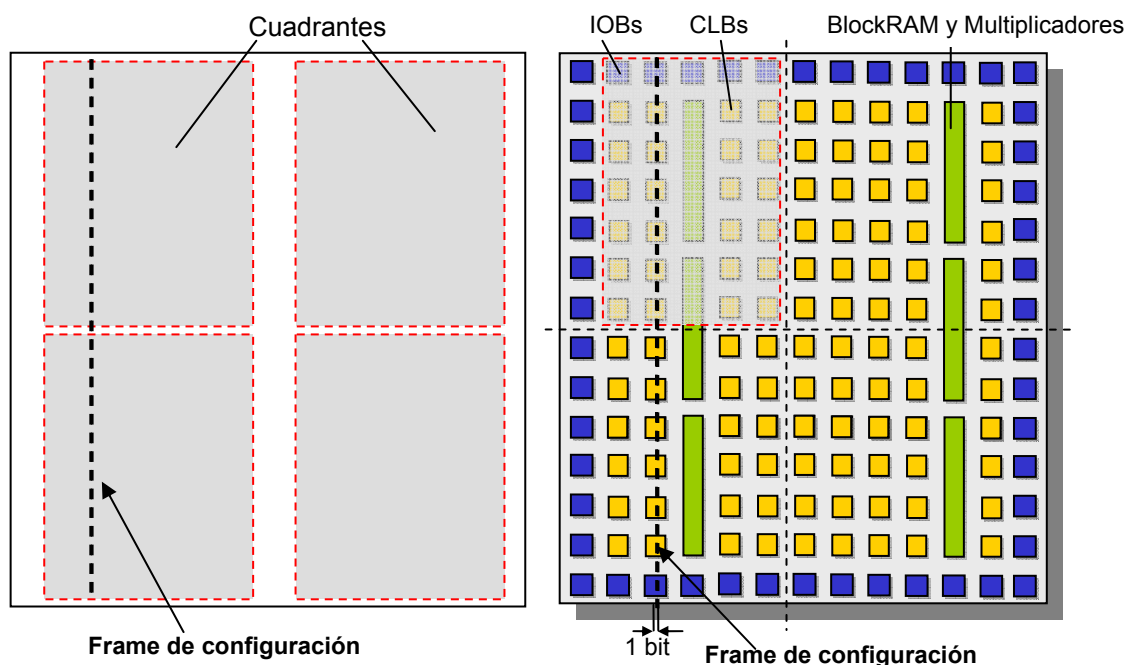 Cuadrantes
IOBs
CLBs
BlockRAM y Multiplicadores
Frame de configuración
1 bit
Frame de configuración